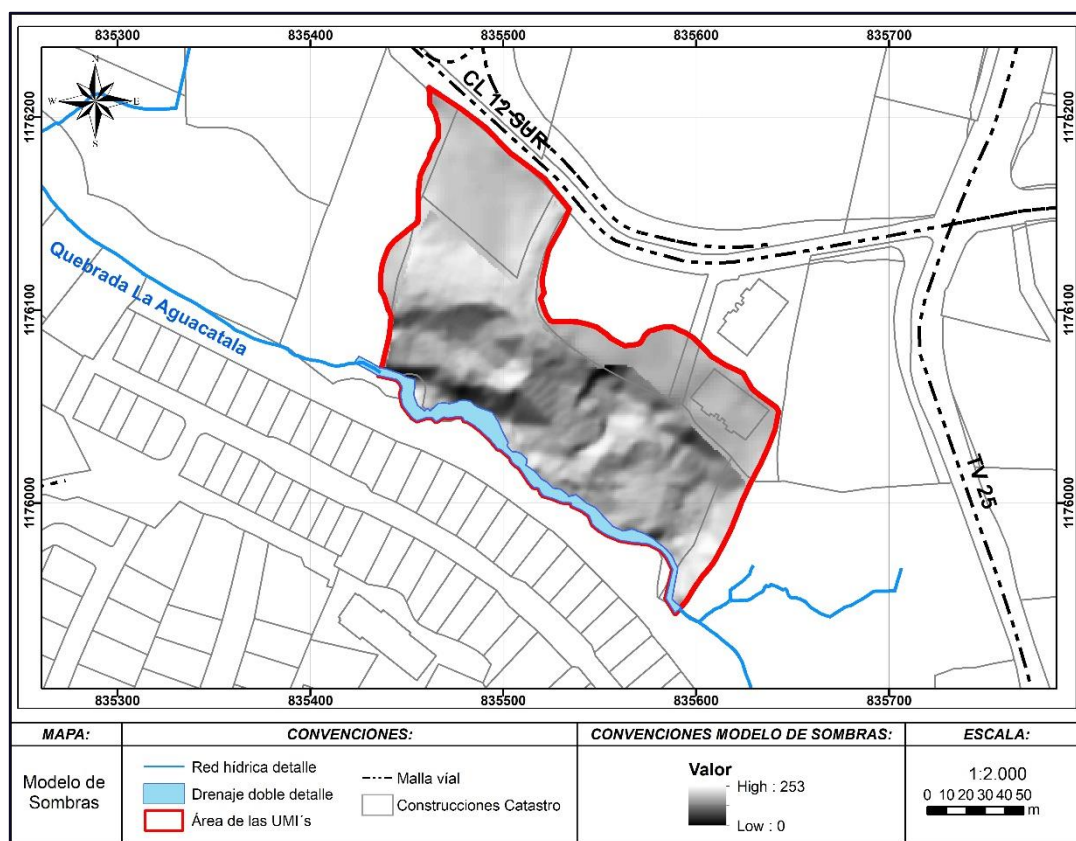 835300 835400 835500 835600 835700
N
W E
S
CL 12 SUR
1176200 1176200
Quebrada La Aguacatala
1176100 1176100
TV 25
1176000 1176000
835300 835400 835500 835600 835700
MAPA: CONVENCIONES: CONVENCIONES MODELO DE SOMBRAS: ESCALA:
Modelo de
Sombras
Red hídrica detalle
Drenaje doble detalle
Área de las UMI´s
Malla víal
Construcciones Catastro
Valor
High : 253
Low : 0
1:2.000
0 10 20 30 40 50
m